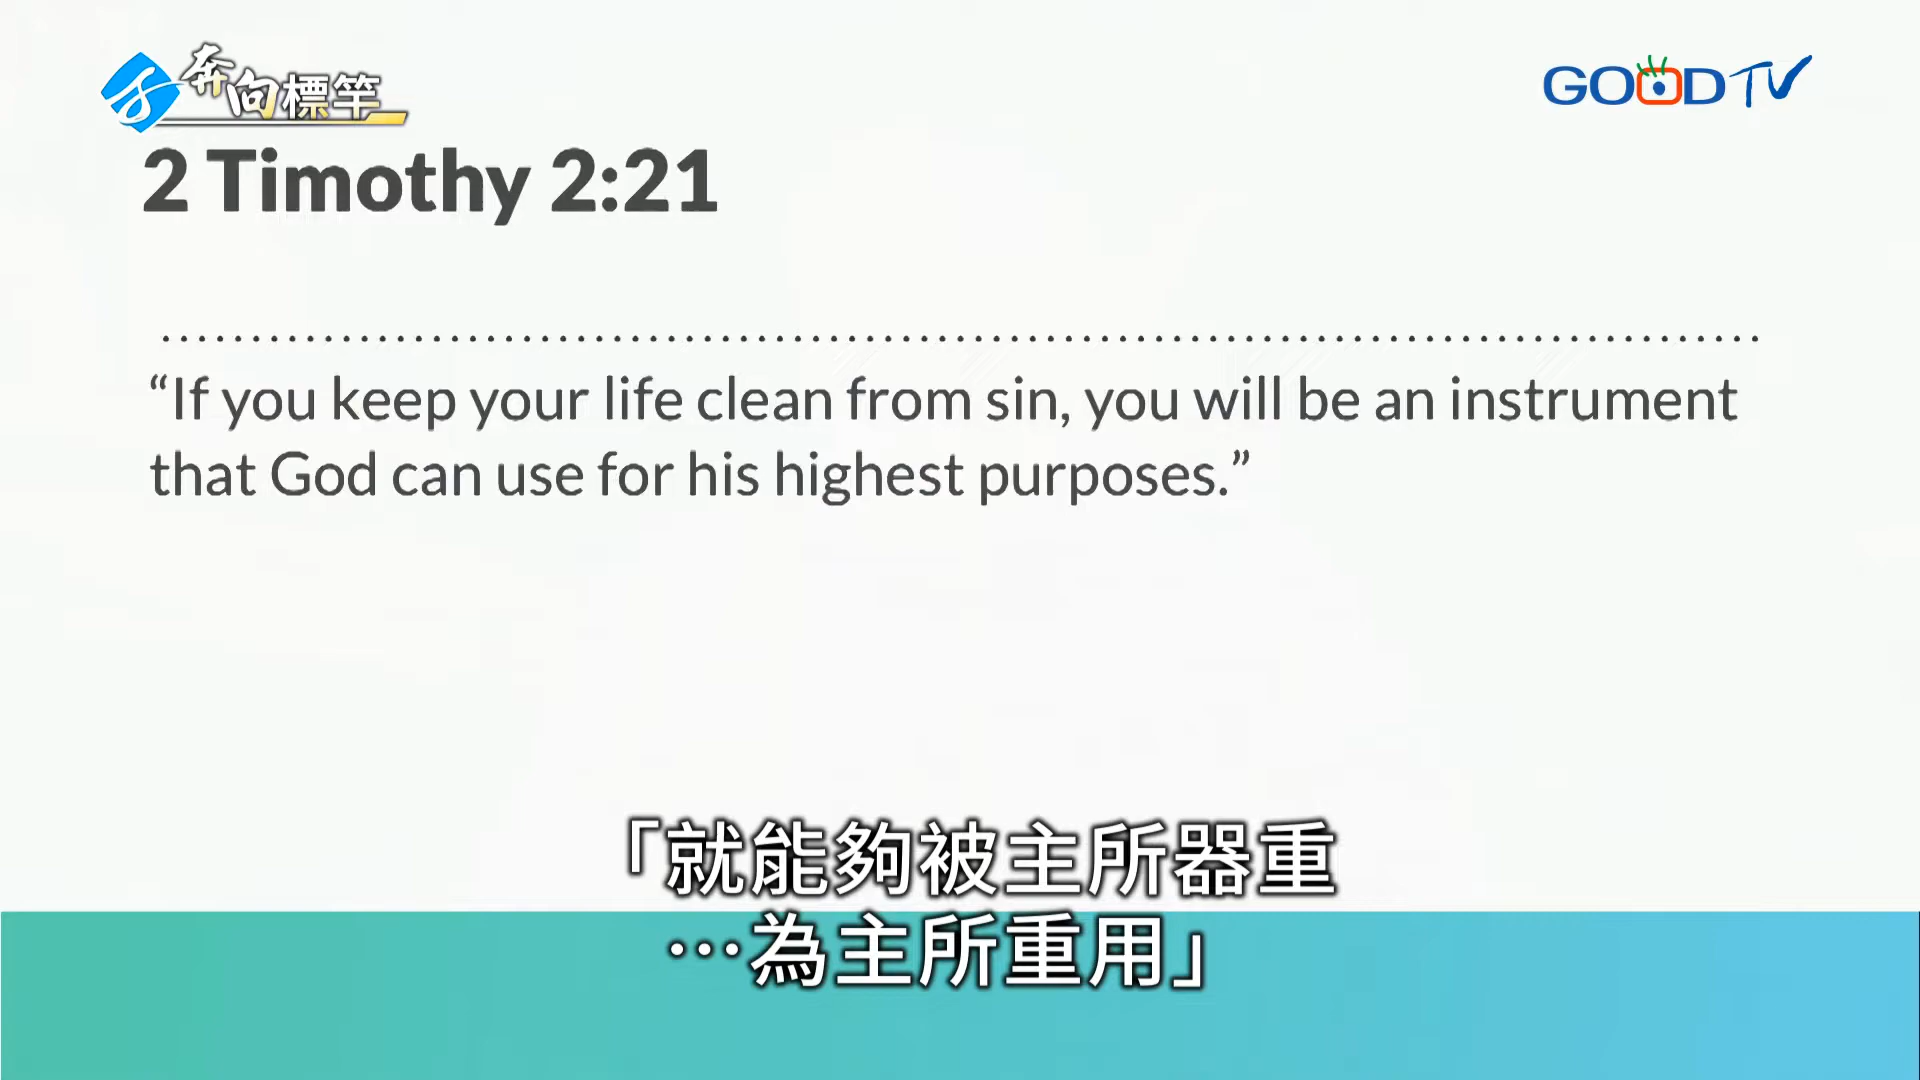 奔向標竿
GOOD TV
2 Timothy 2:21
“If you keep your life clean from sin, you will be an instrument
that God can use for his highest purposes.”
「就能夠被主所器重
…為主所重用」